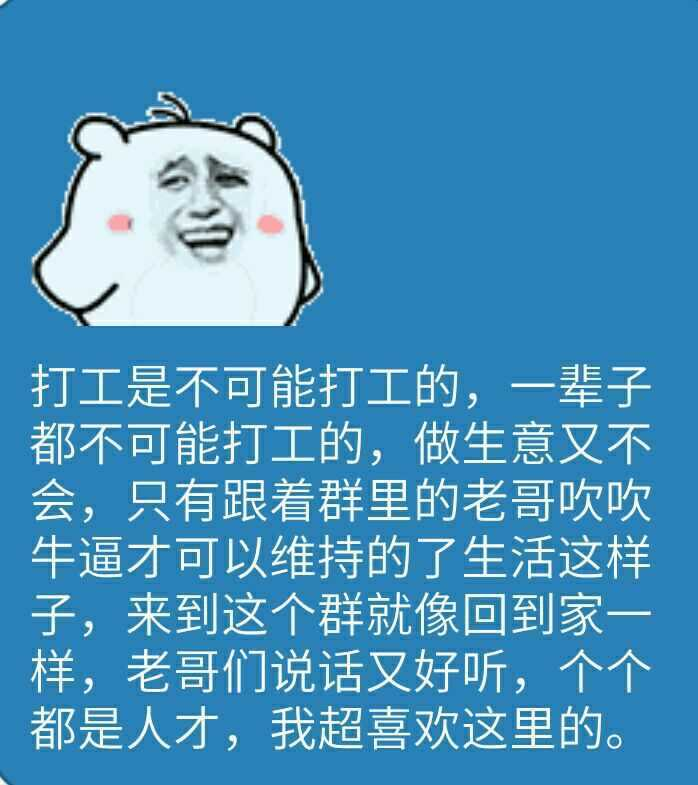 打工是不可能打工的，一辈子
都不可能打工的，做生意又不
会，只有跟着群里的老哥吹吹
牛逼才可以维持的了生活这样
子，来到这个群就像回到家一
样，老哥们说话又好听，个个
都是人才，我超喜欢这里的。